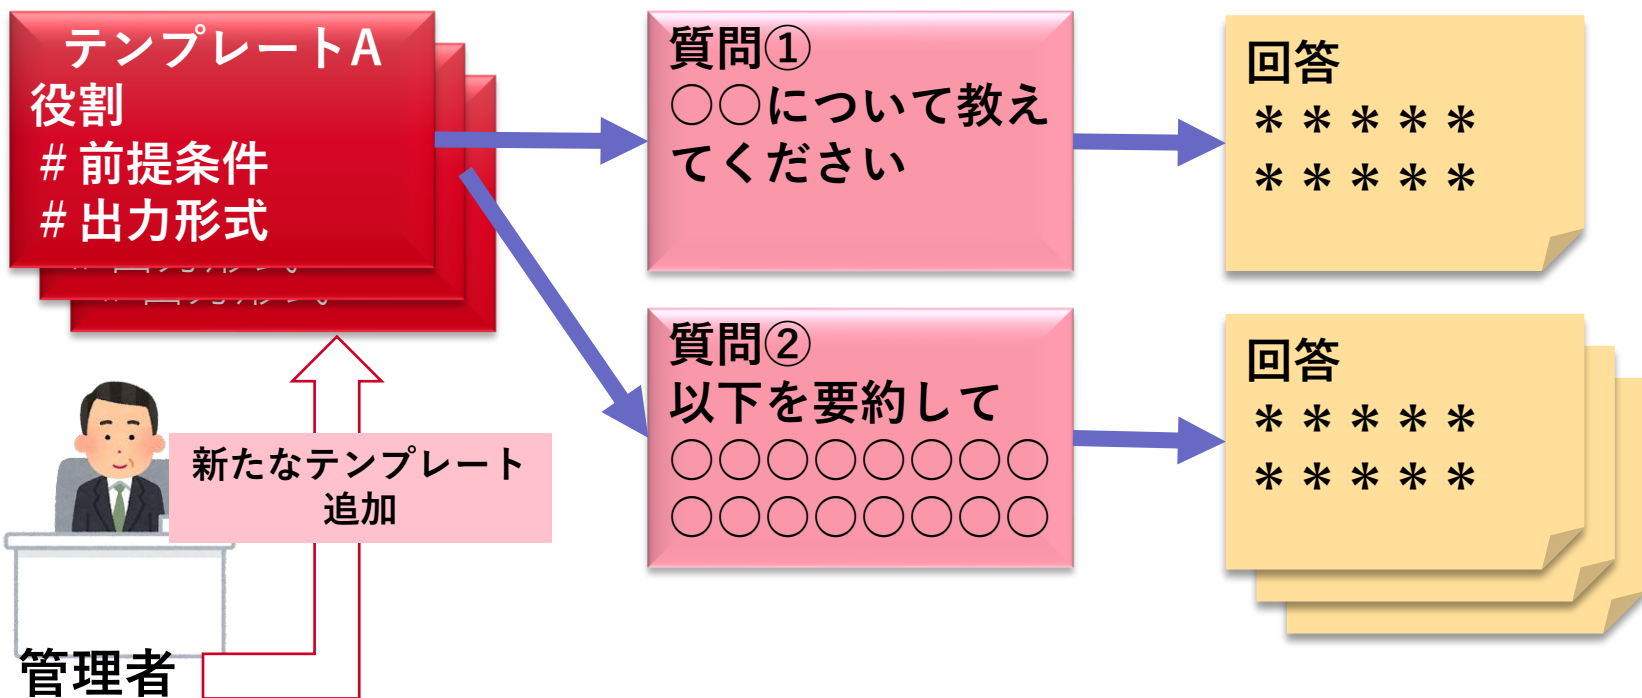 テンプレートA
役割
# 前提条件
# 出力形式
質問①
○○について教え
てください
回答
＊＊＊＊＊
＊＊＊＊＊
質問②
以下を要約して
○○○○○○○○
○○○○○○○○
回答
＊＊＊＊＊
＊＊＊＊＊
新たなテンプレート
追加
管理者